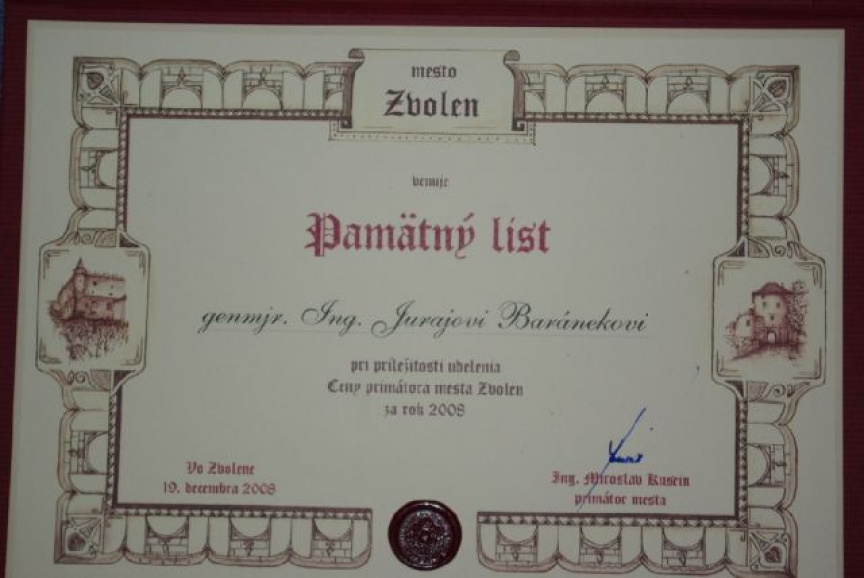 mesto
Zvolen
venuje
Pamätný list
genmjr. Ing. Jurajovi Baránekovi
pri príležitosti udelenia
Ceny primátora mesta Zvolen
za rok 2008
Vo Zvolene
19. decembra 2008
Ing. Miroslav Kusein
primátor mesta